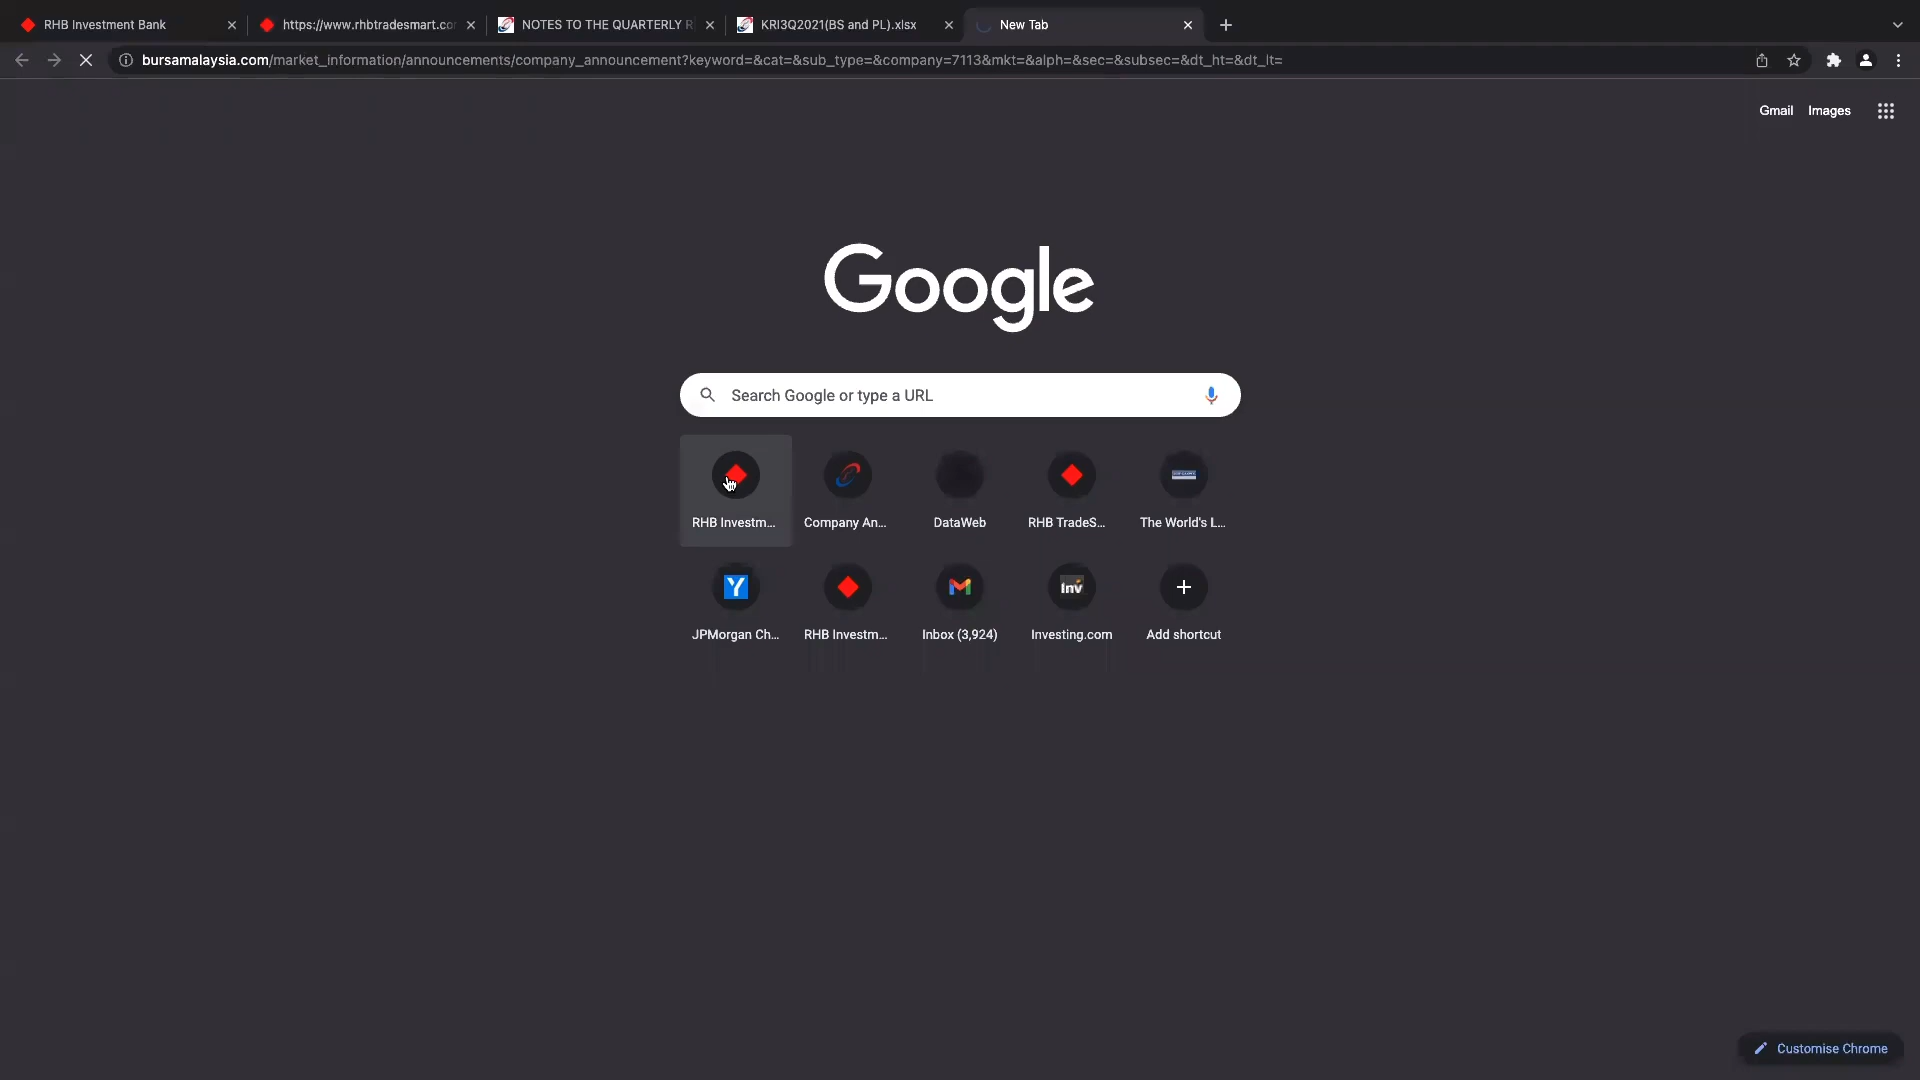 RHB Investment Bank
https://www.rhbtradesmart.co
NOTES TO THE QUARTERLY R
KRI3Q2021(BS and PL).xlsx
New Tab
bursamalaysia.com/market_information/announcements/company_announcement?keyword=&cat=&sub_type=&company=7113&mkt=&alph=&sec=&subsec=&dt_ht=&dt_lt=
Gmail Images
Google
Search Google or type a URL
RHB Investm...
Company An...
DataWeb
RHB TradeS...
The World's L...
Inv
JPMorgan Ch...
RHB Investm...
Inbox (3,924)
Investing.com
Add shortcut
Customise Chrome